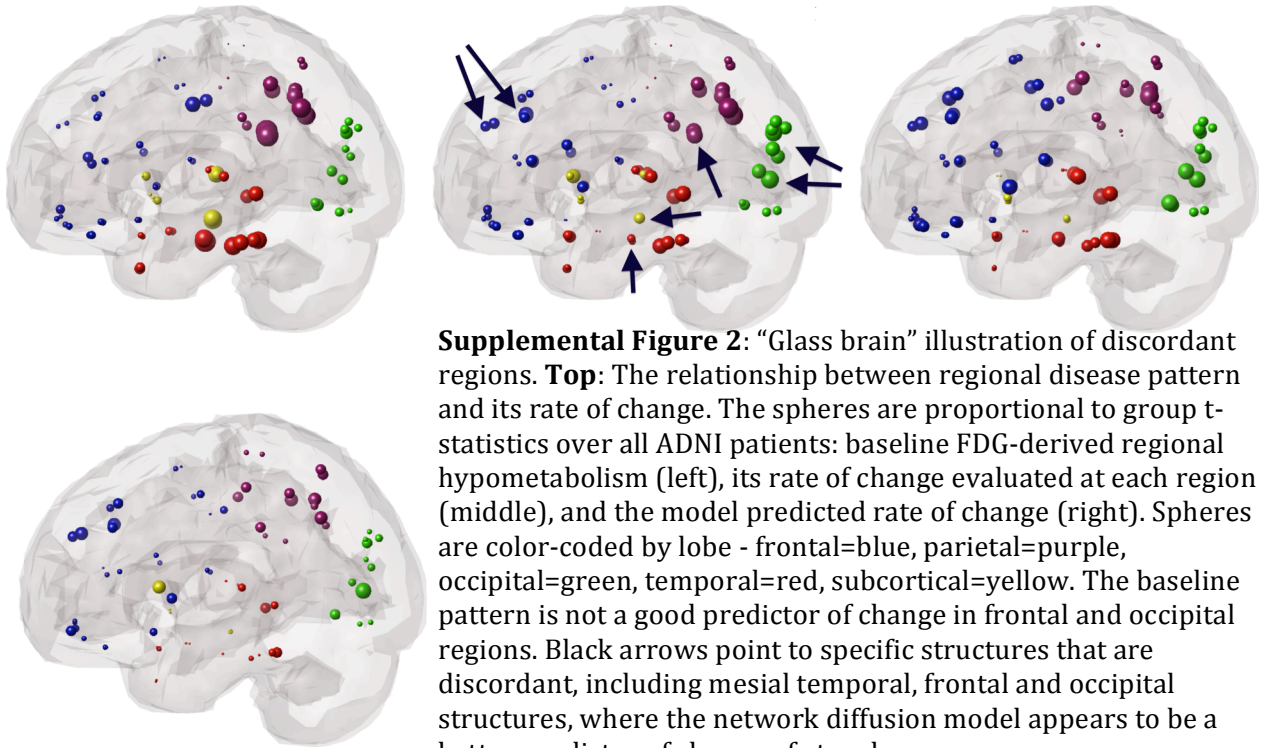 Supplemental Figure 2: “Glass brain” illustration of discordant
regions. Top: The relationship between regional disease pattern
and its rate of change. The spheres are proportional to group t-
statistics over all ADNI patients: baseline FDG-derived regional
hypometabolism (left), its rate of change evaluated at each region
(middle), and the model predicted rate of change (right). Spheres
are color-coded by lobe - frontal=blue, parietal=purple,
occipital=green, temporal=red, subcortical=yellow. The baseline
pattern is not a good predictor of change in frontal and occipital
regions. Black arrows point to specific structures that are
discordant, including mesial temporal, frontal and occipital
structures, where the network diffusion model appears to be a